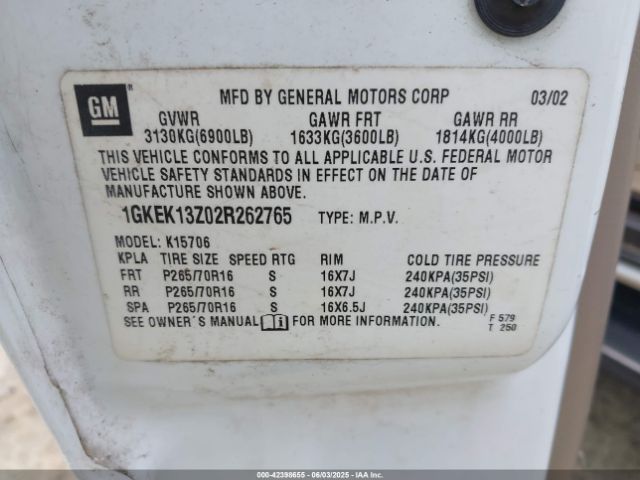 GM
MFD BY GENERAL MOTORS CORP 03/02
GVWR GAWR FRT GAWR RR
3130KG(6900LB) 1633KG(3600LB) 1814KG(4000LB)
THIS VEHICLE CONFORMS TO ALL APPLICABLE U.S. FEDERAL MOTOR
VEHICLE SAFETY STANDARDS IN EFFECT ON THE DATE OF
MANUFACTURE SHOWN ABOVE.
1GKEK13Z02R262765 TYPE: M.P.V.
MODEL: K15706
KPLA TIRE SIZE SPEED RTG RIM COLD TIRE PRESSURE
FRT P265/70R16 S 16X7J 240KPA(35PSI)
RR P265/70R16 S 16X7J 240KPA(35PSI)
SPA P265/70R16 S 16X6.5J 240KPA(35PSI)
SEE OWNER'S MANUAL FOR MORE INFORMATION.
F 579
T 250
000-42398655 - 06/03/2025 - IAAI.COM